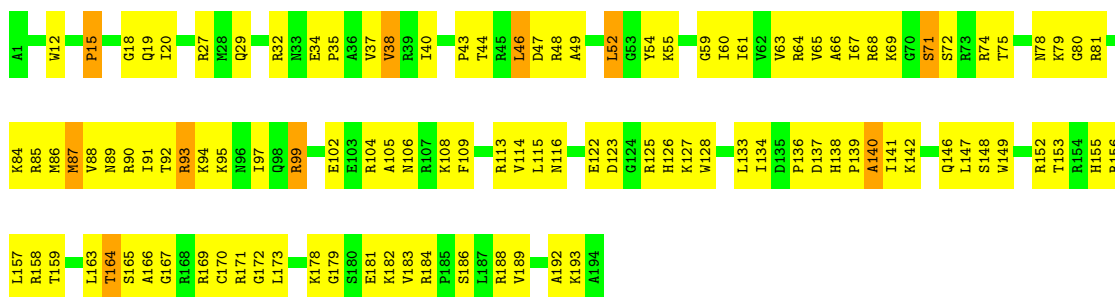 A1 W12 P15 G18 Q19 I20 R27 M28 Q29 R32 N33 E34 P35 A36 V37 V38 R39 I40 P43 T44 R45 L46 D47 R48 A49 L52 G53 Y54 K55 G59 I60 I61 V62 V63 R64 V65 A66 I67 R68 K69 G70 S71 S72 R73 R74 T75 N78 K79 G80 R81
K84 R85 M86 M87 V88 N89 R90 I91 T92 R93 K94 K95 N96 I97 Q98 R99 E102 E103 R104 A105 N106 R107 K108 F109 R113 V114 L115 N116 E122 D123 G124 R125 H126 K127 W128 L133 I134 D135 P136 D137 H138 P139 A140 I141 K142 Q146 L147 S148 W149 R152 T153 R154 H155 R156
L157 R158 T159 L163 T164 S165 A166 G167 R168 R169 C170 R171 G172 L173 K178 G179 S180 E181 K182 V183 R184 P185 S186 L187 R188 V189 A192 K193 A194